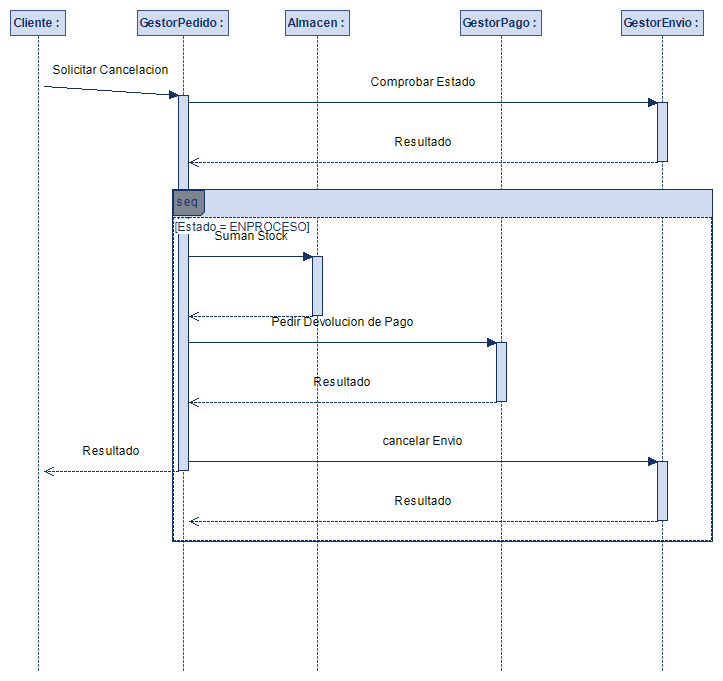 Cliente :
GestorPedido :
Almacen :
GestorPago :
GestorEnvio :
Solicitar Cancelacion
Comprobar Estado
Resultado
seq
[Estado = ENPROCESO]
Suman Stock
Pedir Devolucion de Pago
Resultado
cancelar Envio
Resultado
Resultado